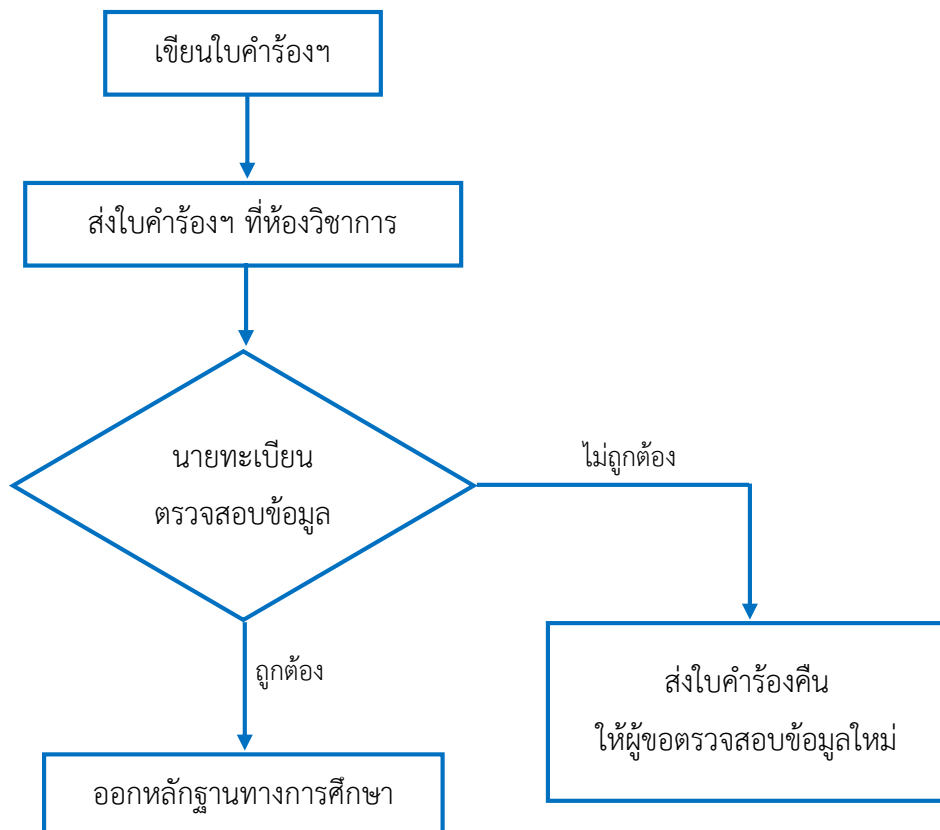 เขียนใบคำร้องฯ
ส่งใบคำร้องฯ ที่ห้องวิชาการ
นายทะเบียน
ตรวจสอบข้อมูล
ไม่ถูกต้อง
ถูกต้อง
ส่งใบคำร้องคืน
ให้ผู้ขอตรวจสอบข้อมูลใหม่
ออกหลักฐานทางการศึกษา